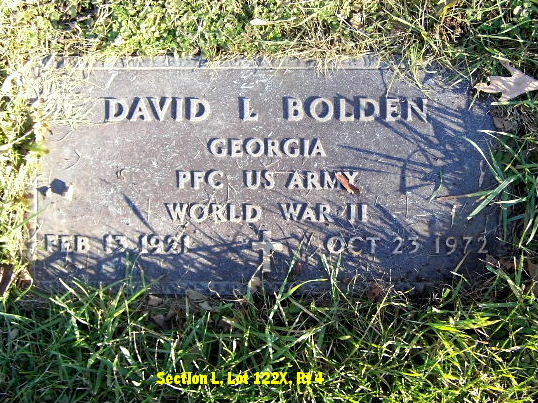 DAVID L BOLDEN
GEORGIA
PFC US ARMY
WORLD WAR II
FEB 13 1921 OCT 23 1972
Section L, Lot 122X, Rt 4